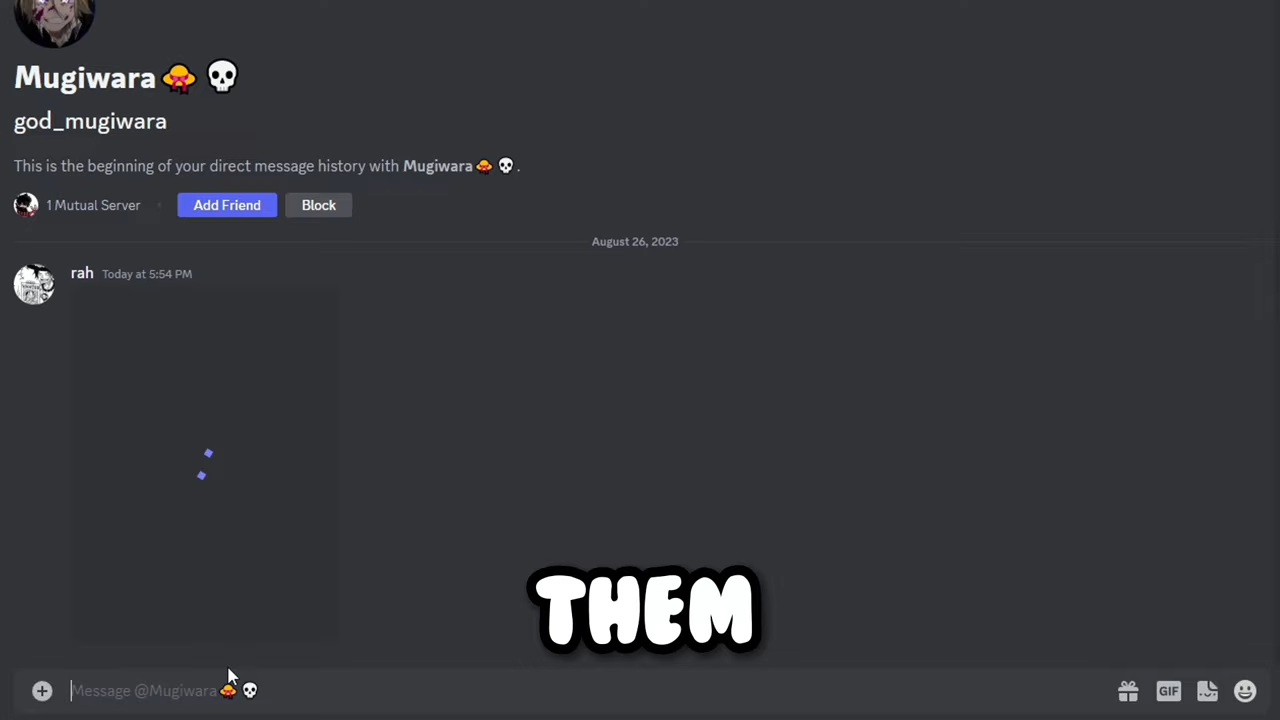 Mugiwara
god_mugiwara
This is the beginning of your direct message history with Mugiwara .
1 Mutual Server • Add Friend Block
August 26, 2023
rah Today at 5:54 PM
THEM
Message @Mugiwara
GIF